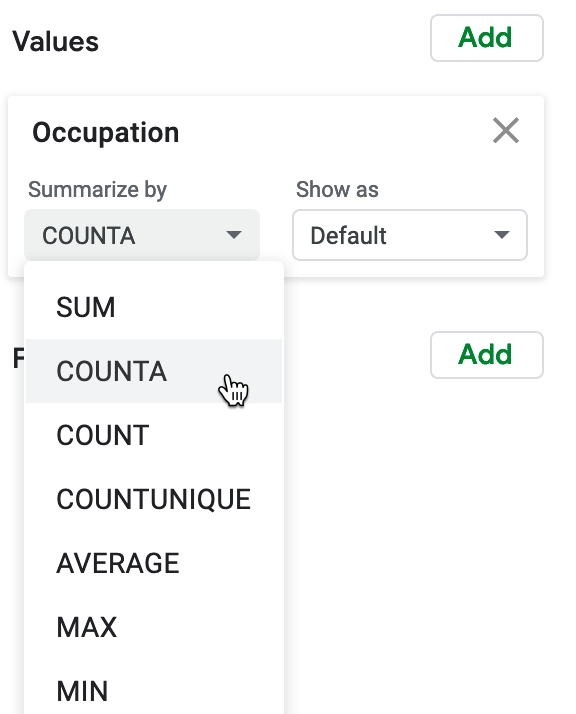 Values
Add
Occupation
Summarize by
Show as
COUNTA
Default
SUM
Add
COUNTA
COUNT
COUNTUNIQUE
AVERAGE
MAX
MIN